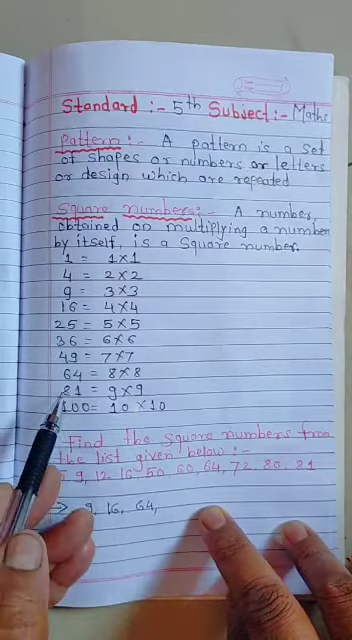 Standard :- 5th Subject:- Maths
Pattern:- A pattern is a set
of shapes or numbers or letters
or design which are repeated
Square numbers:- A number,
obtained on multiplying a number
by itself, is a square number.
1 = 1×1
4 = 2×2
9 = 3×3
16 = 4×4
25 = 5×5
36 = 6×6
49 = 7×7
64 = 8×8
81 = 9×9
100= 10×10
Find the square numbers from
the list given below:-
9, 12, 16, 50, 60, 64, 72, 80, 81
→ 9, 16, 64,